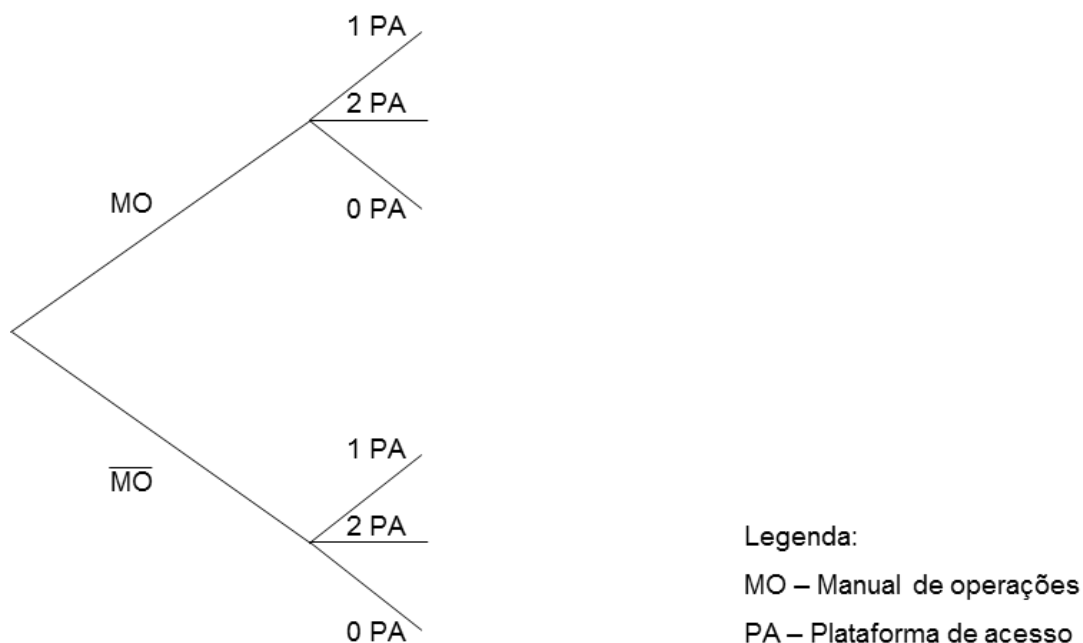 1 PA
2 PA
MO
0 PA
1 PA
M̅O̅
2 PA
0 PA
Legenda:
MO – Manual de operações
PA – Plataforma de acesso